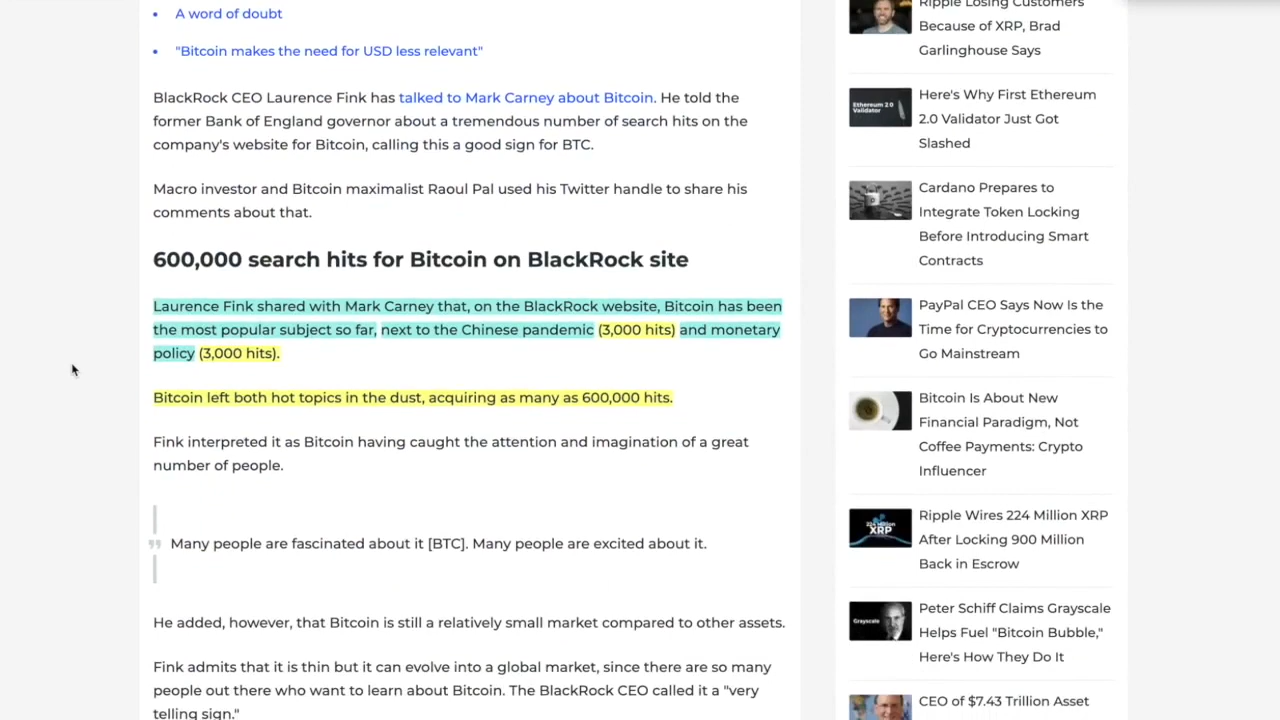 A word of doubt
"Bitcoin makes the need for USD less relevant"
BlackRock CEO Laurence Fink has talked to Mark Carney about Bitcoin. He told the
former Bank of England governor about a tremendous number of search hits on the
company's website for Bitcoin, calling this a good sign for BTC.
Macro investor and Bitcoin maximalist Raoul Pal used his Twitter handle to share his
comments about that.
600,000 search hits for Bitcoin on BlackRock site
Laurence Fink shared with Mark Carney that, on the BlackRock website, Bitcoin has been
the most popular subject so far, next to the Chinese pandemic (3,000 hits) and monetary
policy (3,000 hits).
Bitcoin left both hot topics in the dust, acquiring as many as 600,000 hits.
Fink interpreted it as Bitcoin having caught the attention and imagination of a great
number of people.
Many people are fascinated about it [BTC]. Many people are excited about it.
He added, however, that Bitcoin is still a relatively small market compared to other assets.
Fink admits that it is thin but it can evolve into a global market, since there are so many
people out there who want to learn about Bitcoin. The BlackRock CEO called it a "very
telling sign."
Ripple Losing Customers
Because of XRP, Brad
Garlinghouse Says
Ethereum 2.0
Validator
Here's Why First Ethereum
2.0 Validator Just Got
Slashed
Cardano Prepares to
Integrate Token Locking
Before Introducing Smart
Contracts
PayPal CEO Says Now Is the
Time for Cryptocurrencies to
Go Mainstream
Bitcoin Is About New
Financial Paradigm, Not
Coffee Payments: Crypto
Influencer
224 Million
XRP
Ripple Wires 224 Million XRP
After Locking 900 Million
Back in Escrow
Grayscale
Peter Schiff Claims Grayscale
Helps Fuel "Bitcoin Bubble,"
Here's How They Do It
CEO of $7.43 Trillion Asset